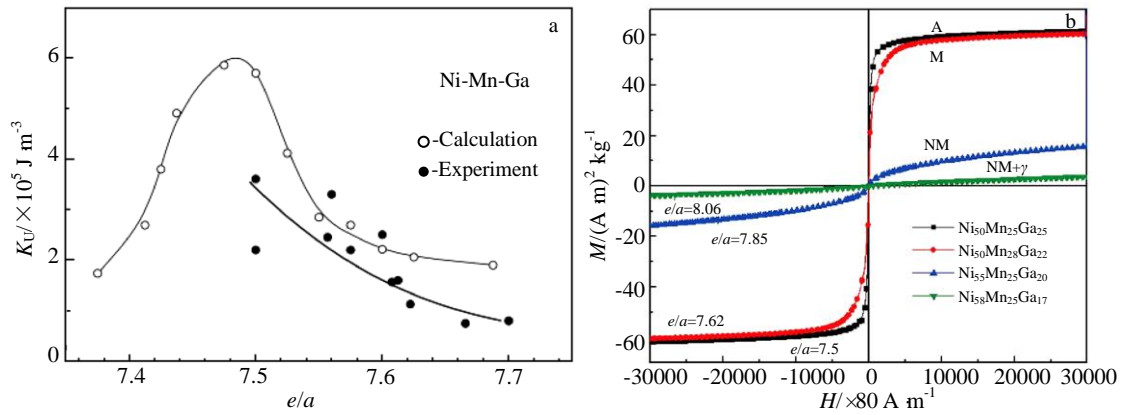 a
Ni-Mn-Ga
-Calculation
-Experiment
K_U/×10^5 J m^-3
6
4
2
0
7.4 7.5 7.6 7.7
e/a
b
A
M
NM
NM+γ
e/a=8.06
e/a=7.85
e/a=7.62
e/a=7.5
Ni50Mn25Ga25
Ni50Mn28Ga22
Ni55Mn25Ga20
Ni58Mn25Ga17
M/(A m)^2 kg^-1
60
40
20
0
-20
-40
-60
-30000 -20000 -10000 0 10000 20000 30000
H/×80 A·m^-1